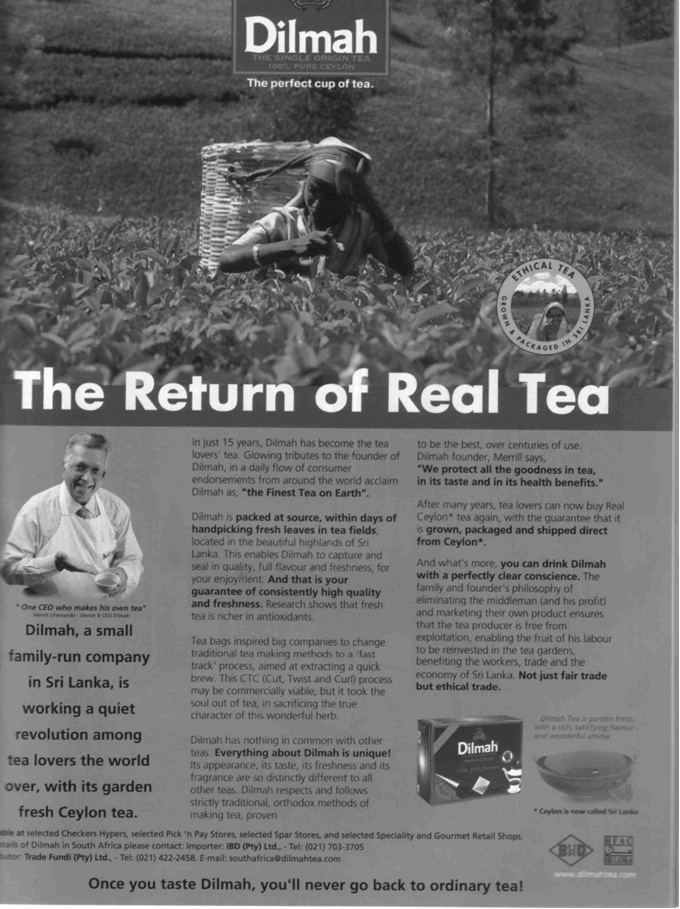 Dilmah
THE SINGLE ORIGIN TEA
100% PURE CEYLON
The perfect cup of tea.
ETHICAL TEA
GROWN & PACKAGED IN SRI LANKA
The Return of Real Tea
" One CEO who makes his own tea"
Merrill J.Fernando - Owner & CEO Dilmah
Dilmah, a small
family-run company
in Sri Lanka, is
working a quiet
revolution among
tea lovers the world
over, with its garden
fresh Ceylon tea.
in just 15 years, Dilmah has become the tea
lovers' tea. Glowing tributes to the founder of
Dilmah, in a daily flow of consumer
endorsements from around the world acclaim
Dilmah as, "the Finest Tea on Earth".
Dilmah is packed at source, within days of
handpicking fresh leaves in tea fields,
located in the beautiful highlands of Sri
Lanka. This enables Dilmah to capture and
seal in quality, full flavour and freshness, for
your enjoyment. And that is your
guarantee of consistently high quality
and freshness. Research shows that fresh
tea is richer in antioxidants.
Tea bags inspired big companies to change
traditional tea making methods to a 'fast
track' process, aimed at extracting a quick
brew. This CTC (Cut, Twist and Curl) process
may be commercially viable, but it took the
soul out of tea, in sacrificing the true
character of this wonderful herb.
Dilmah has nothing in common with other
teas. Everything about Dilmah is unique!
Its appearance, its taste, its freshness and its
fragrance are so distinctly different to all
other teas. Dilmah respects and follows
strictly traditional, orthodox methods of
making tea, proven
to be the best, over centuries of use.
Dilmah founder, Merrill says,
"We protect all the goodness in tea,
in its taste and in its health benefits."
After many years, tea lovers can now buy Real
Ceylon* tea again, with the guarantee that it
is grown, packaged and shipped direct
from Ceylon*.
And what's more, you can drink Dilmah
with a perfectly clear conscience. The
family and founder's philosophy of
eliminating the middleman (and his profit)
and marketing their own product ensures
that the tea producer is free from
exploitation, enabling the fruit of his labour
to be reinvested in the tea gardens,
benefiting the workers, trade and the
economy of Sri Lanka. Not just fair trade
but ethical trade.
Dilmah
Dilmah Tea is garden fresh,
with a rich, satisfying flavour
and wonderful aroma
* Ceylon is now called Sri Lanka
able at selected Checkers Hypers, selected Pick 'n Pay Stores, selected Spar Stores, and selected Speciality and Gourmet Retail Shops.
etails of Dilmah in South Africa please contact: Importer: IBD (Pty) Ltd., - Tel: (021) 703-3705
butor: Trade Fundi (Pty) Ltd., - Tel: (021) 422-2458. E-mail: southafrica@dilmahtea.com
www.dilmahtea.com
Once you taste Dilmah, you'll never go back to ordinary tea!